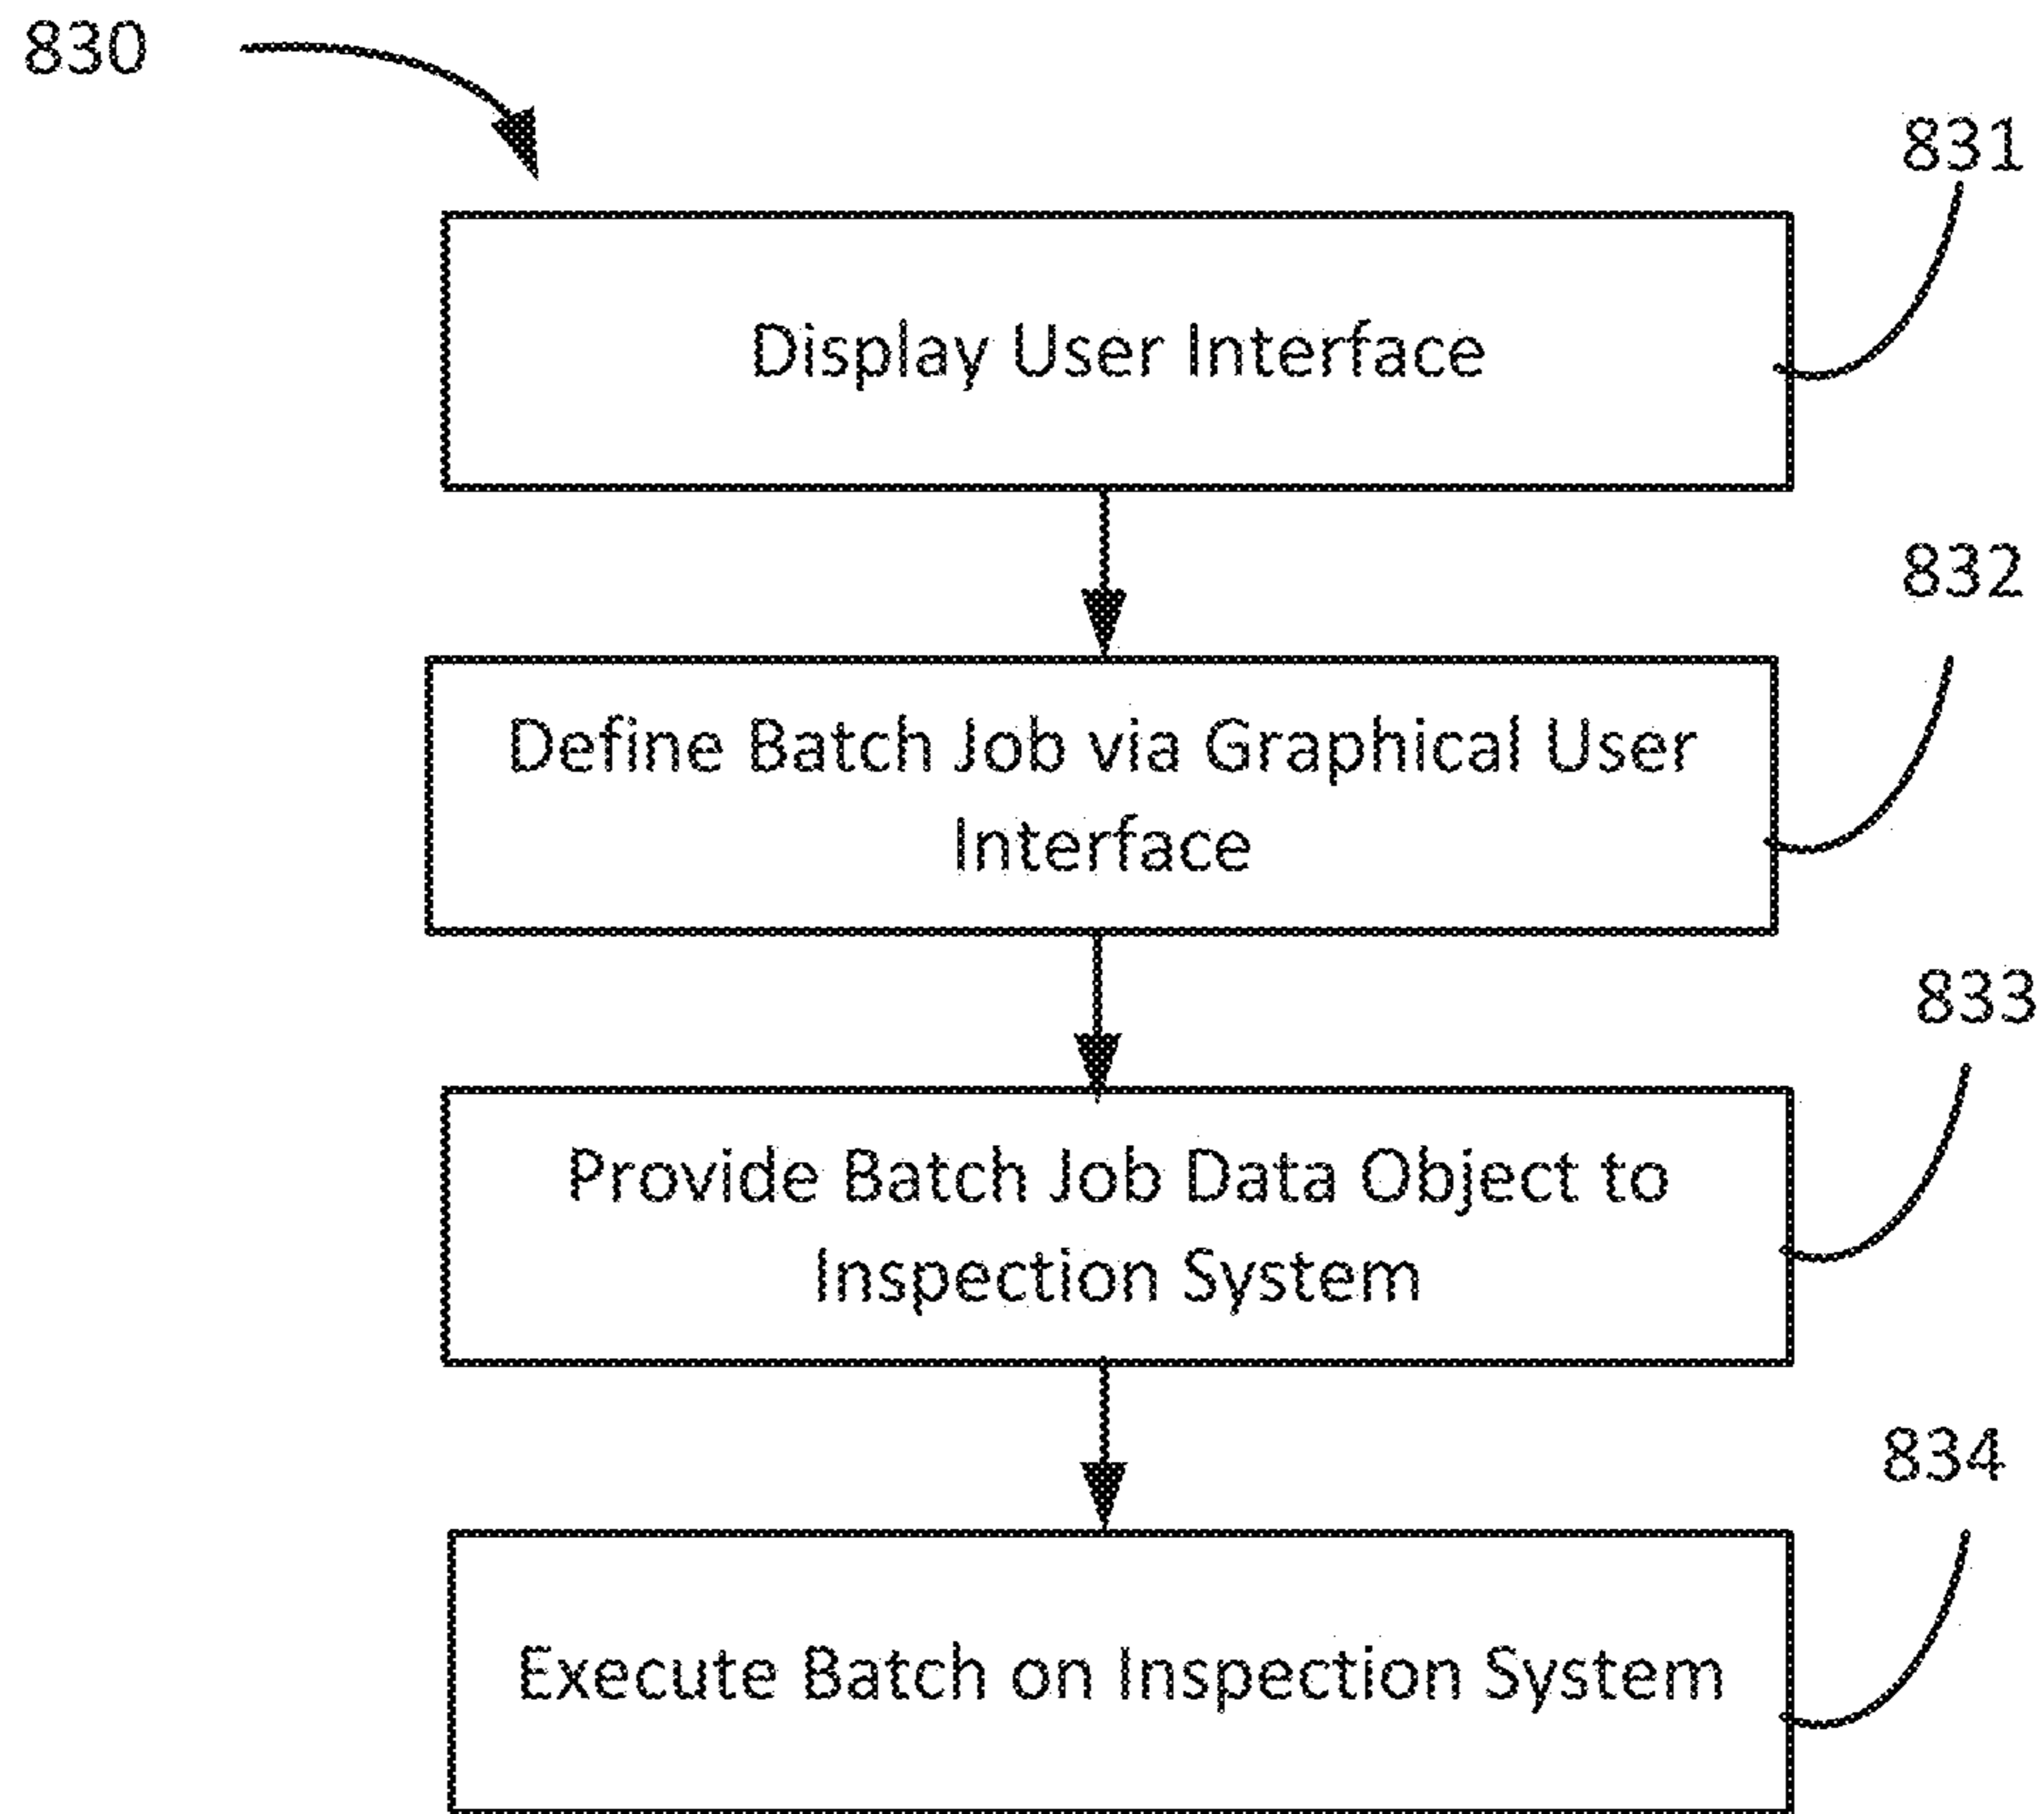 830
831
Display User Interface
832
Define Batch Job via Graphical User
Interface
833
Provide Batch Job Data Object to
Inspection System
834
Execute Batch on Inspection System